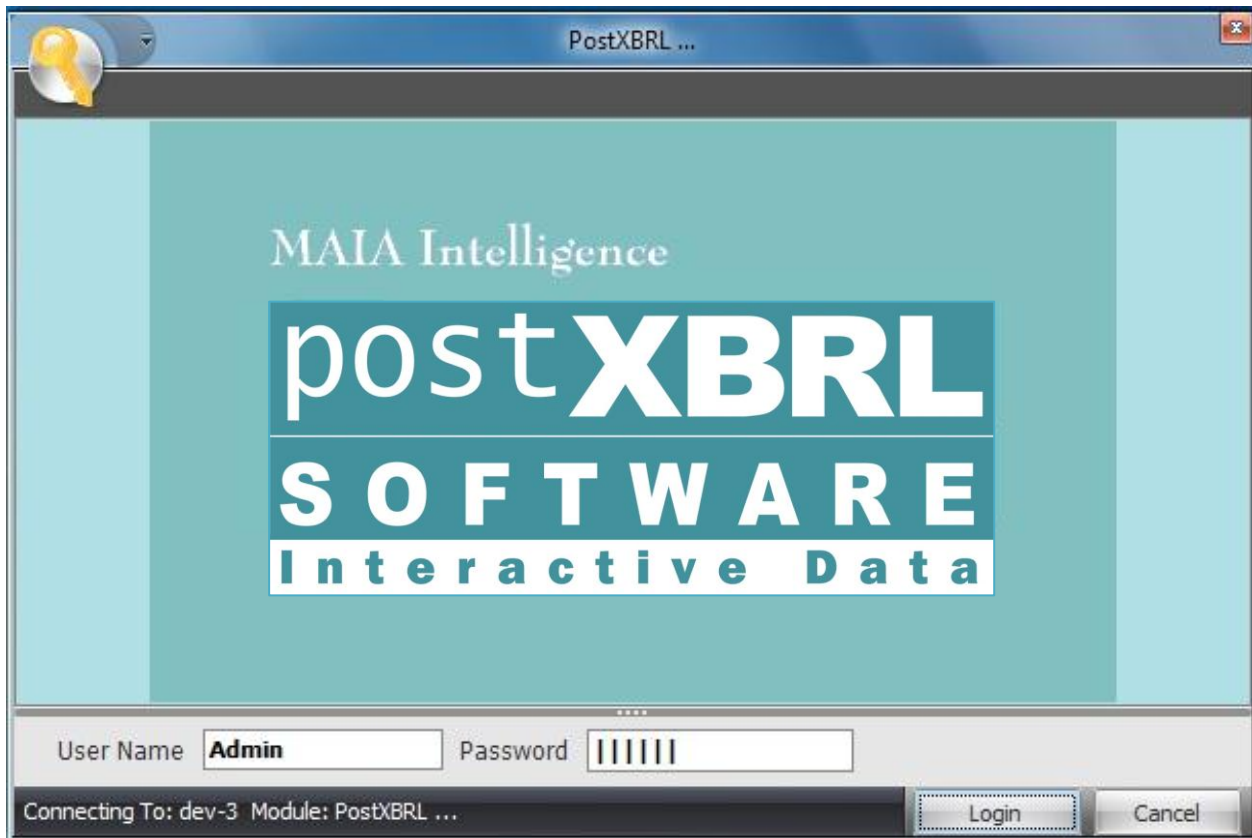 PostXBRL ...
MAIA Intelligence
postXBRL
SOFTWARE
Interactive Data
User Name Admin Password ||||||
Connecting To: dev-3 Module: PostXBRL ... Login Cancel